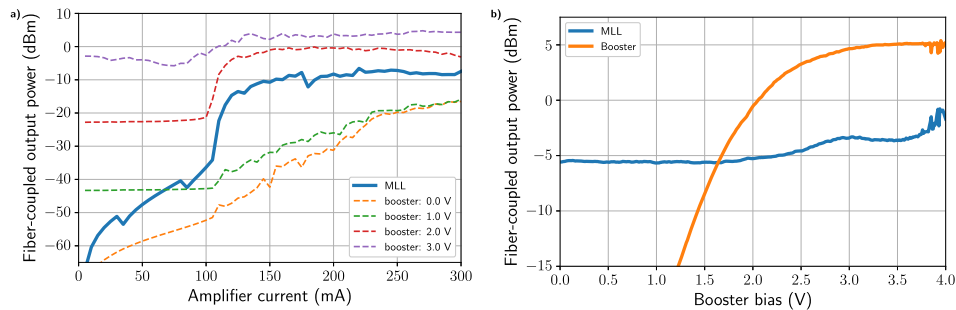 a)
Fiber-coupled output power (dBm)
10
0
−10
−20
−30
−40
−50
−60
0
50
100
150
200
250
300
Amplifier current (mA)
MLL
booster: 0.0 V
booster: 1.0 V
booster: 2.0 V
booster: 3.0 V
b)
Fiber-coupled output power (dBm)
5
0
−5
−10
−15
0.0
0.5
1.0
1.5
2.0
2.5
3.0
3.5
4.0
Booster bias (V)
MLL
Booster